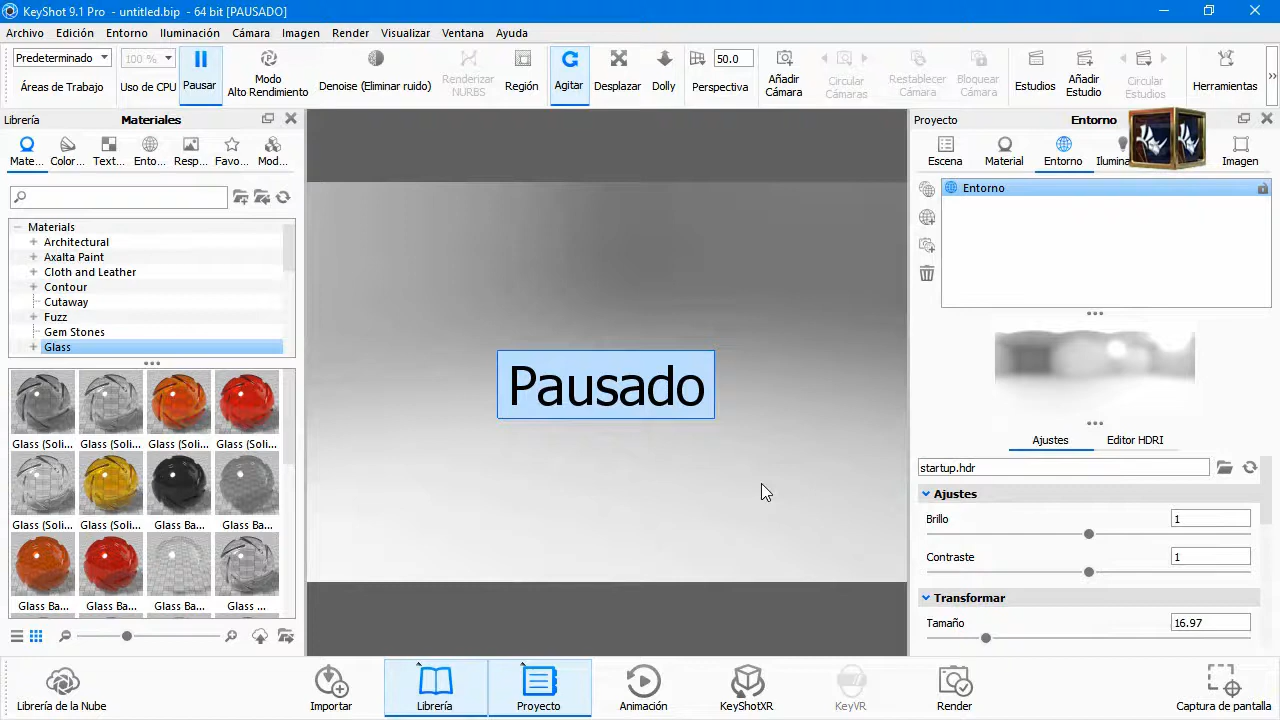 KeyShot 9.1 Pro - untitled.bip - 64 bit [PAUSADO]
Archivo Edición Entorno Iluminación Cámara Imagen Render Visualizar Ventana Ayuda
Predeterminado
Áreas de Trabajo
100 %
Uso de CPU
Pausar
Modo
Alto Rendimiento
Denoise (Eliminar ruido)
Renderizar
NURBS
Región
Agitar
Desplazar
Dolly
50.0
Perspectiva
Añadir
Cámara
Circular
Cámaras
Restablecer
Cámara
Bloquear
Cámara
Estudios
Añadir
Estudio
Circular
Estudios
Herramientas
Librería
Materiales
Mate... Color... Text... Ento... Resp... Favo... Mod...
Materials
Architectural
Axalta Paint
Cloth and Leather
Contour
Cutaway
Fuzz
Gem Stones
Glass
Glass (Soli... Glass (Soli... Glass (Soli... Glass (Soli...
Glass (Soli... Glass (Soli... Glass Ba... Glass Ba...
Glass Ba... Glass Ba... Glass Ba... Glass ...
Pausado
Proyecto
Entorno
Escena Material Entorno Ilumina Imagen
Entorno
Ajustes Editor HDRI
startup.hdr
Ajustes
Brillo 1
Contraste 1
Transformar
Tamaño 16.97
Librería de la Nube
Importar
Librería
Proyecto
Animación
KeyShotXR
KeyVR
Render
Captura de pantalla